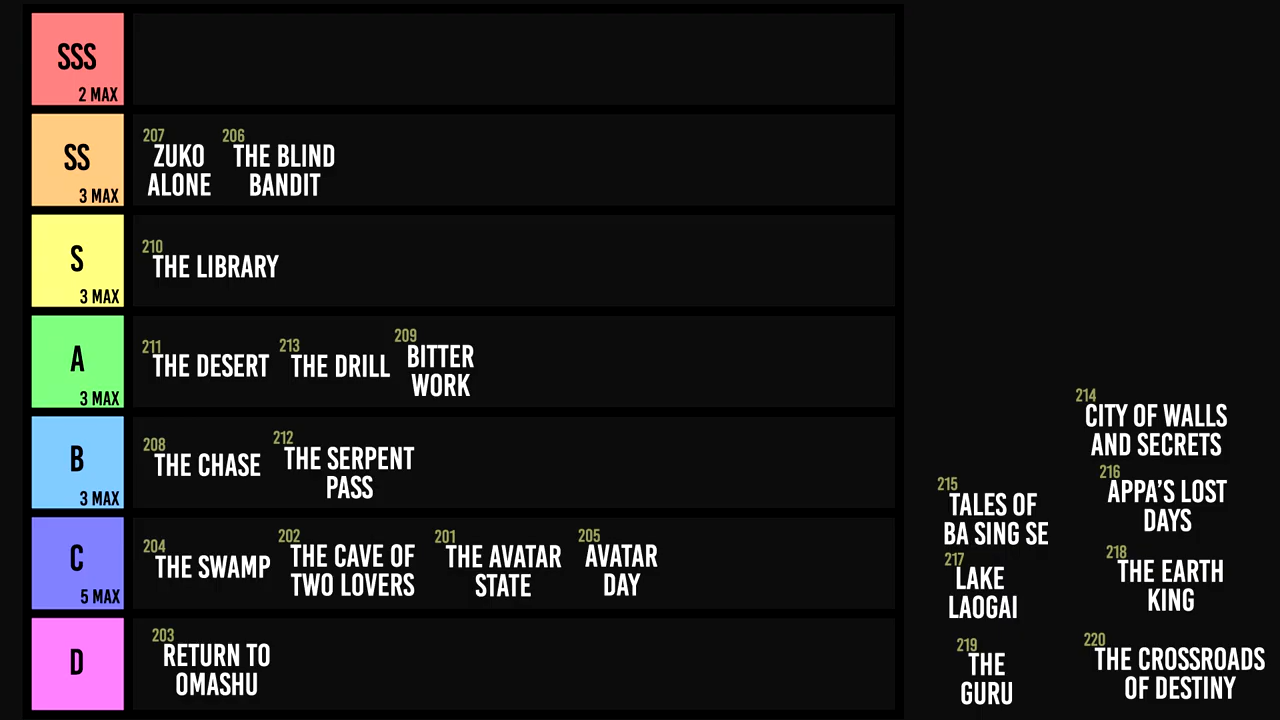 SSS
2 MAX
SS
3 MAX
207
ZUKO
ALONE
206
THE BLIND
BANDIT
S
3 MAX
210
THE LIBRARY
A
3 MAX
211
THE DESERT
213
THE DRILL
209
BITTER
WORK
B
3 MAX
208
THE CHASE
212
THE SERPENT
PASS
C
5 MAX
204
THE SWAMP
202
THE CAVE OF
TWO LOVERS
201
THE AVATAR
STATE
205
AVATAR
DAY
D
203
RETURN TO
OMASHU
214
CITY OF WALLS
AND SECRETS
215
TALES OF
BA SING SE
216
APPA'S LOST
DAYS
217
LAKE
LAOGAI
218
THE EARTH
KING
219
THE
GURU
220
THE CROSSROADS
OF DESTINY